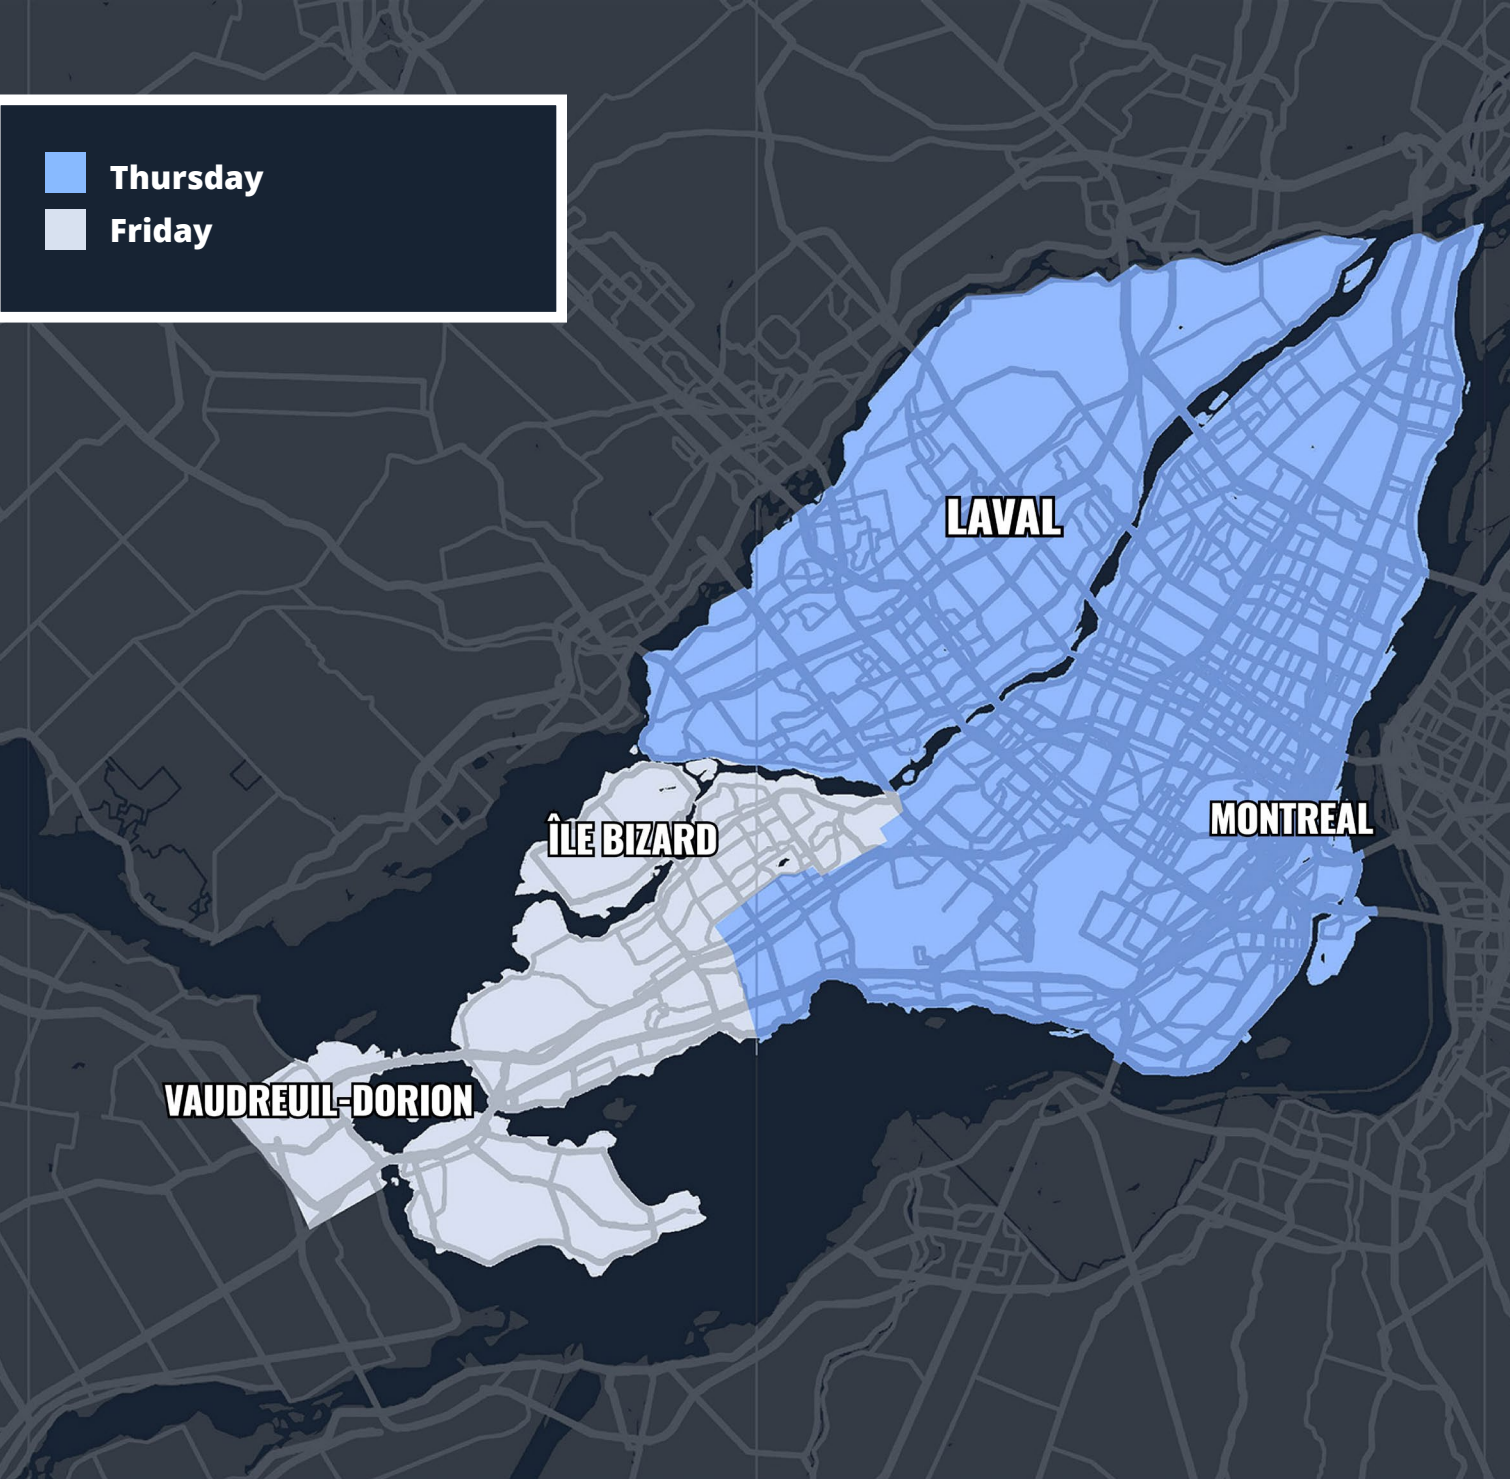 Thursday
Friday
LAVAL
MONTREAL
ÎLE BIZARD
VAUDREUIL-DORION